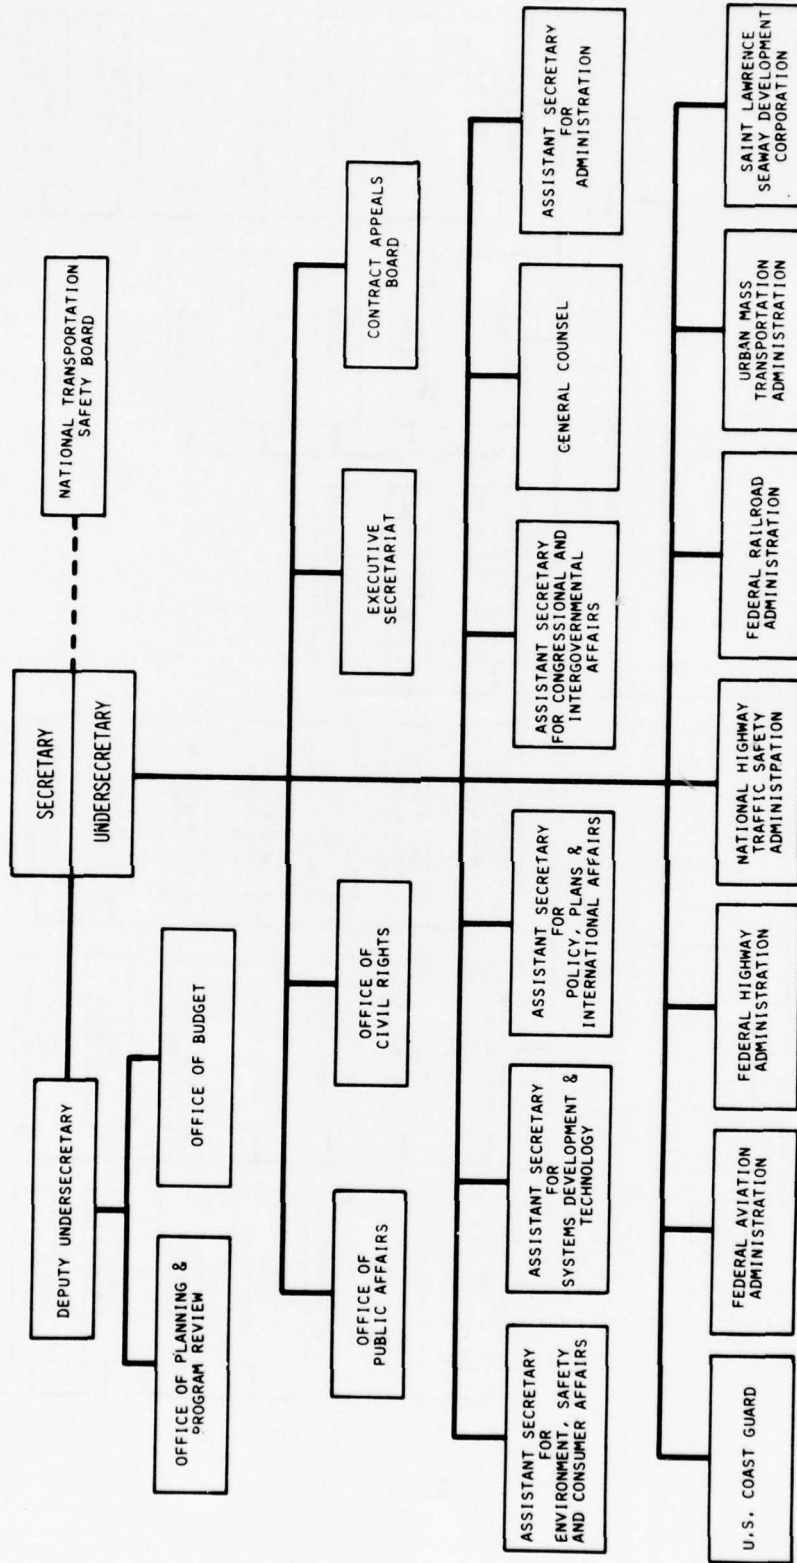 SECRETARY
UNDERSECRETARY
NATIONAL TRANSPORTATION
SAFETY BOARD
DEPUTY UNDERSECRETARY
OFFICE OF PLANNING &
PROGRAM REVIEW
OFFICE OF BUDGET
OFFICE OF
PUBLIC AFFAIRS
OFFICE OF
CIVIL RIGHTS
EXECUTIVE
SECRETARIAT
CONTRACT APPEALS
BOARD
ASSISTANT SECRETARY
FOR
ENVIRONMENT, SAFETY
AND CONSUMER AFFAIRS
ASSISTANT SECRETARY
FOR
SYSTEMS DEVELOPMENT &
TECHNOLOGY
ASSISTANT SECRETARY
FOR
POLICY, PLANS &
INTERNATIONAL AFFAIRS
ASSISTANT SECRETARY
FOR CONGRESSIONAL AND
INTERGOVERNMENTAL
AFFAIRS
GENERAL COUNSEL
ASSISTANT SECRETARY
FOR
ADMINISTRATION
U.S. COAST GUARD
FEDERAL AVIATION
ADMINISTRATION
FEDERAL HIGHWAY
ADMINISTRATION
NATIONAL HIGHWAY
TRAFFIC SAFETY
ADMINISTRATION
FEDERAL RAILROAD
ADMINISTRATION
URBAN MASS
TRANSPORTATION
ADMINISTRATION
SAINT LAWRENCE
SEAWAY DEVELOPMENT
CORPORATION